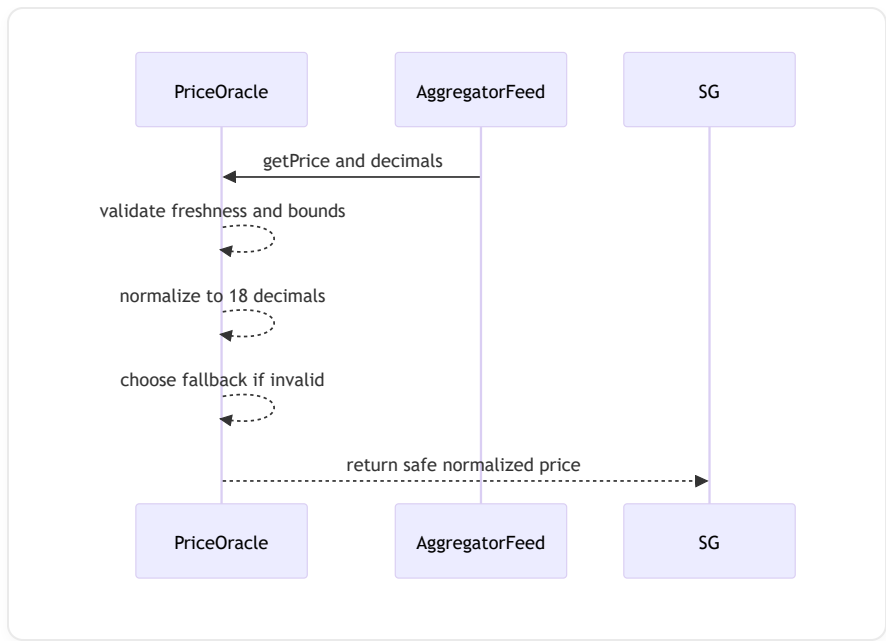 PriceOracle
AggregatorFeed
SG
getPrice and decimals
validate freshness and bounds
normalize to 18 decimals
choose fallback if invalid
return safe normalized price
PriceOracle
AggregatorFeed
SG